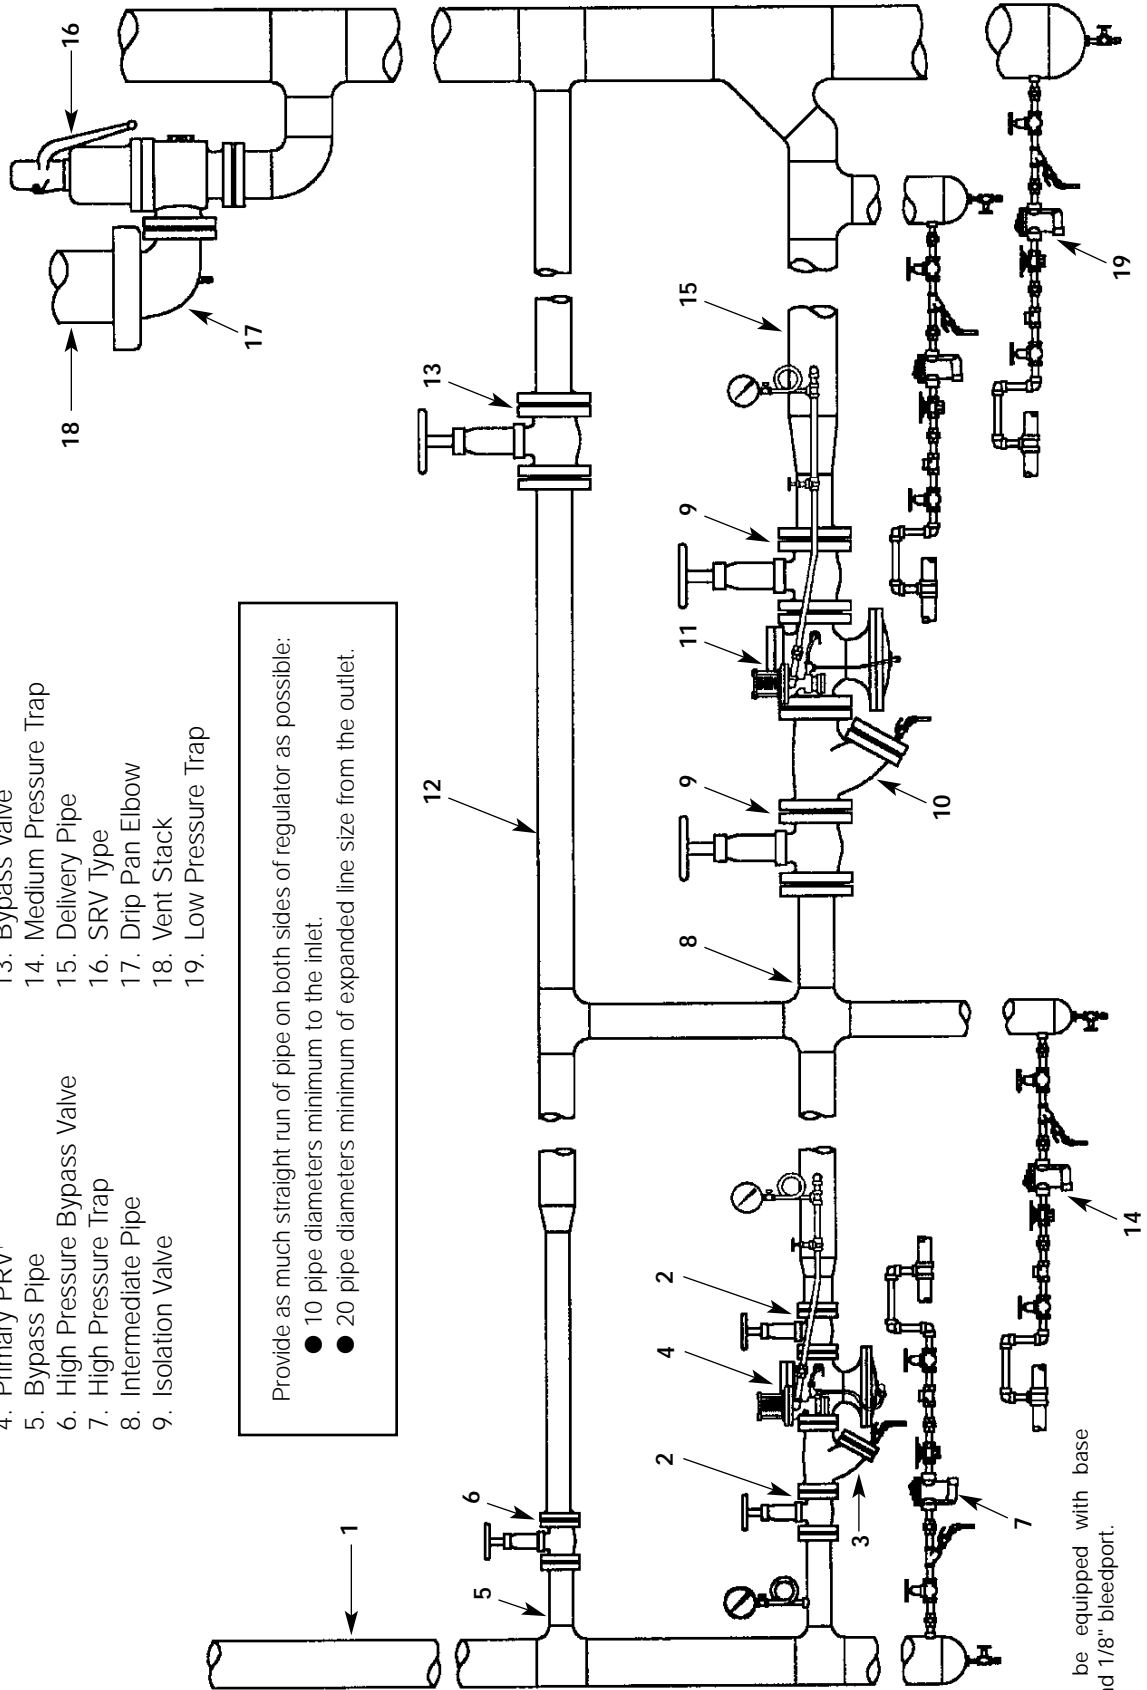 4. Primary PRV
5. Bypass Pipe
6. High Pressure Bypass Valve
7. High Pressure Trap
8. Intermediate Pipe
9. Isolation Valve
13. Bypass Valve
14. Medium Pressure Trap
15. Delivery Pipe
16. SRV Type
17. Drip Pan Elbow
18. Vent Stack
19. Low Pressure Trap
Provide as much straight run of pipe on both sides of regulator as possible:
● 10 pipe diameters minimum to the inlet.
● 20 pipe diameters minimum of expanded line size from the outlet.
1
5
6
12
13
18
17
16
2
3
4
2
8
9
10
11
9
15
7
14
19
be equipped with base
nd 1/8" bleedport.